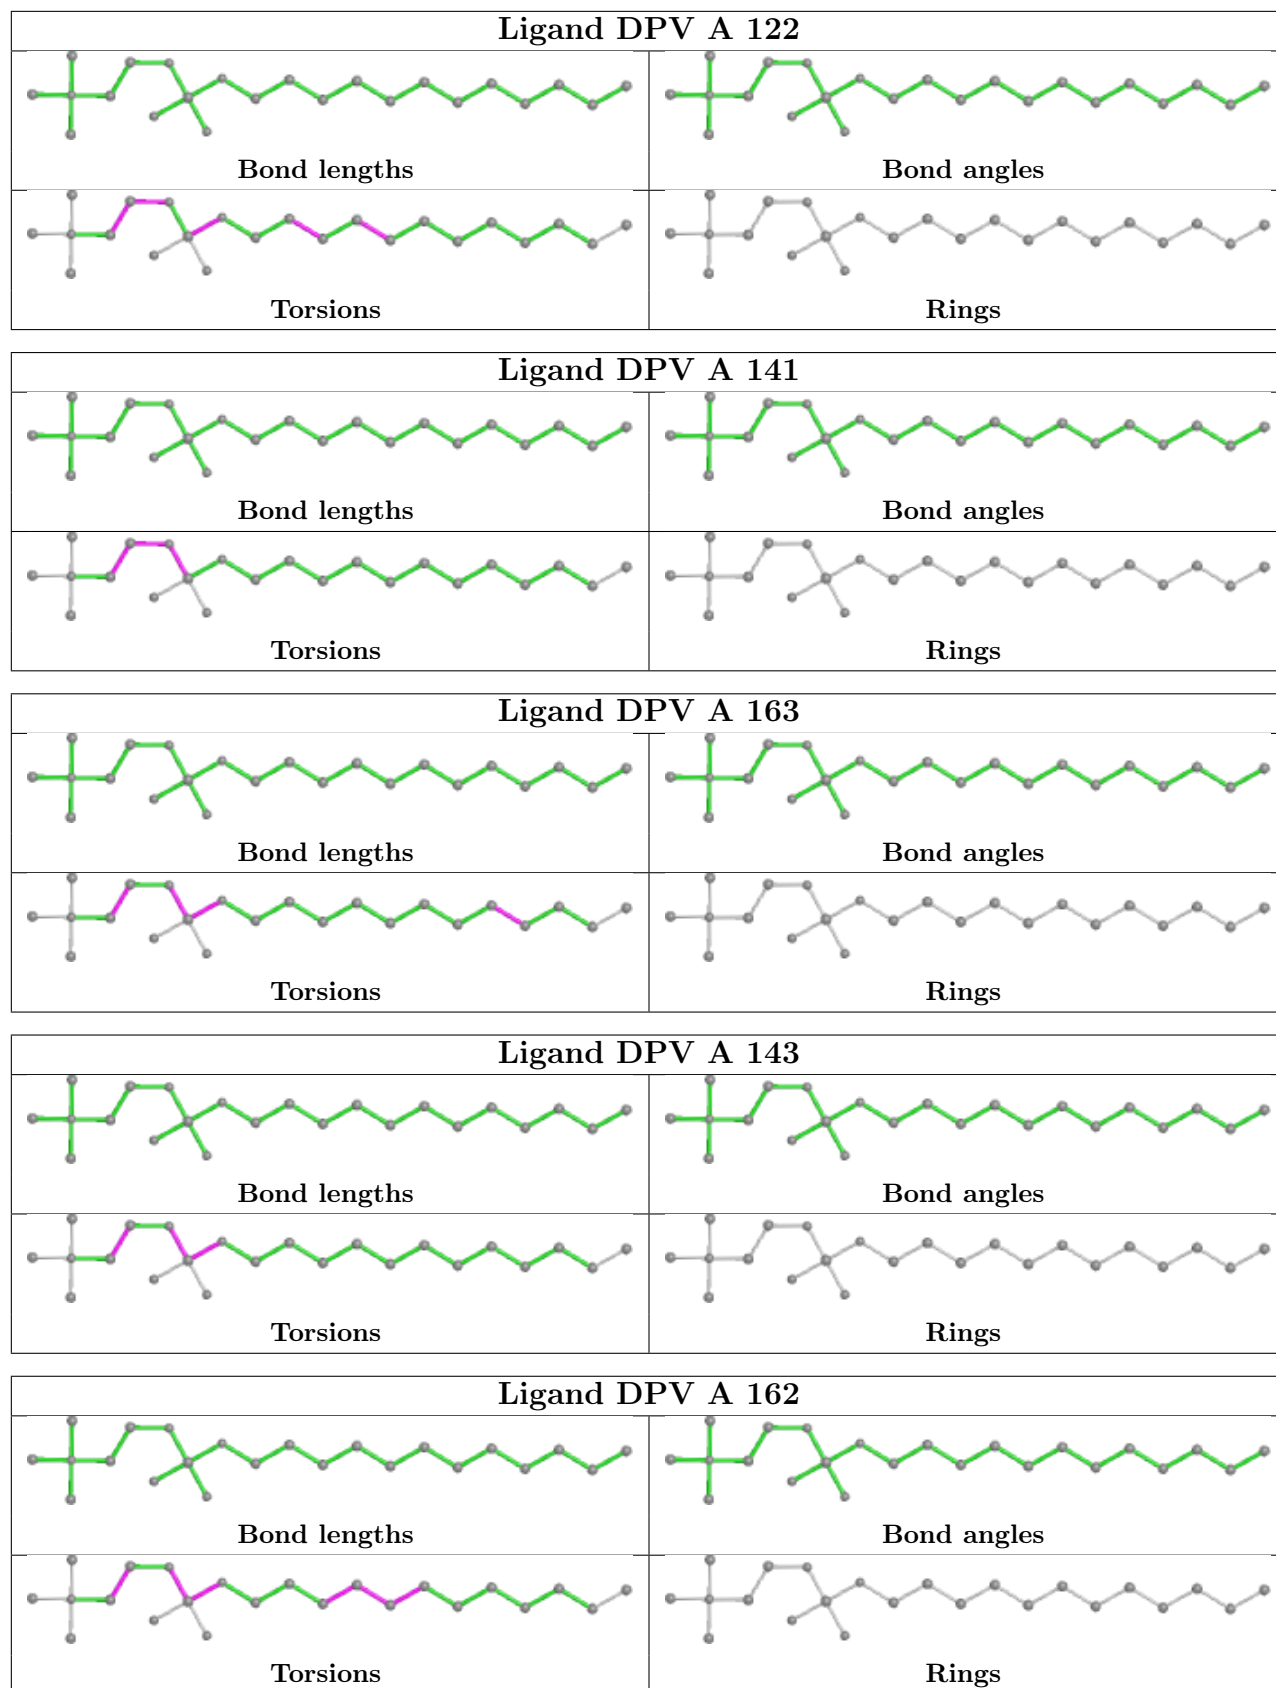 Ligand DPV A 122
Bond lengths
Bond angles
Torsions
Rings
Ligand DPV A 141
Bond lengths
Bond angles
Torsions
Rings
Ligand DPV A 163
Bond lengths
Bond angles
Torsions
Rings
Ligand DPV A 143
Bond lengths
Bond angles
Torsions
Rings
Ligand DPV A 162
Bond lengths
Bond angles
Torsions
Rings